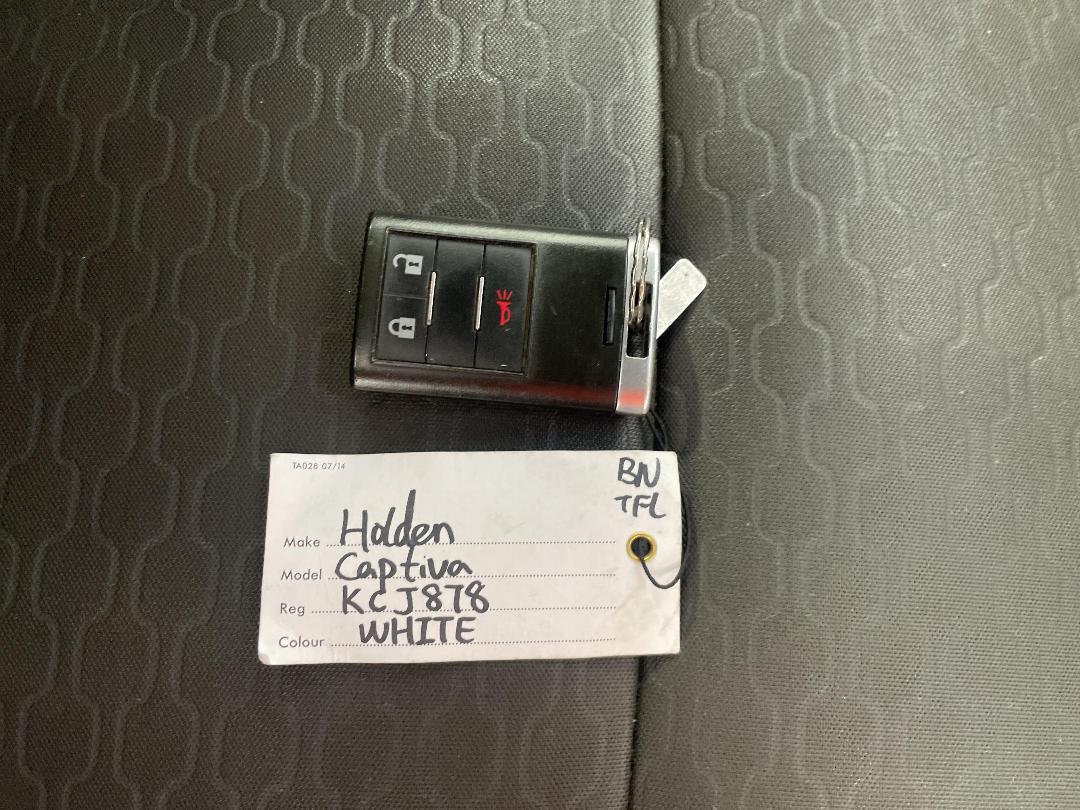 TA028 07/14
BN
TFL
Make Holden
Model Captiva
Reg KCJ878
Colour WHITE